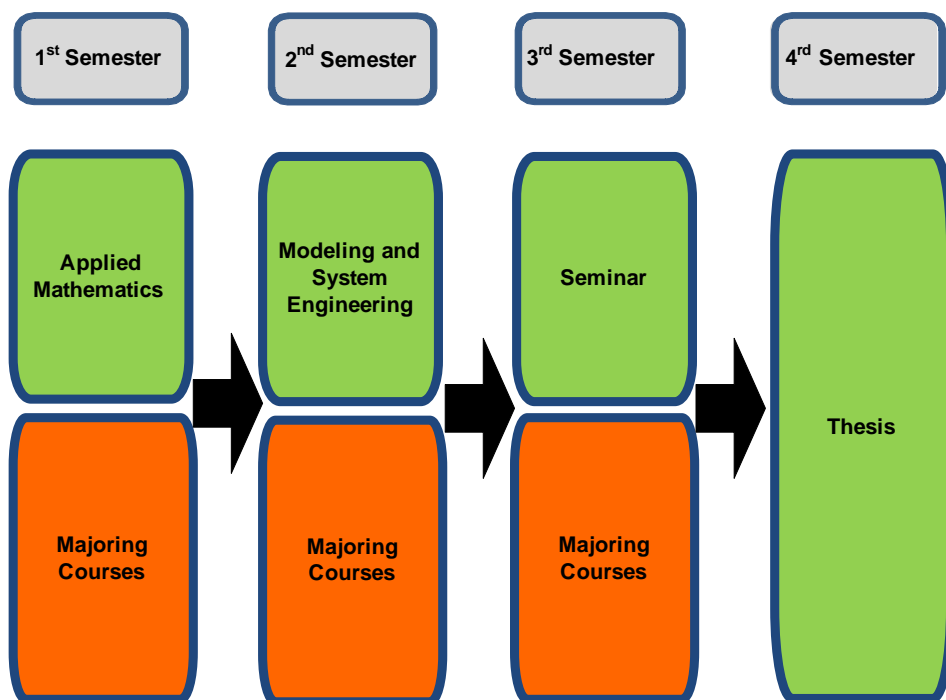 1st Semester
2nd Semester
3rd Semester
4rd Semester
Applied
Mathematics
Modeling and
System
Engineering
Seminar
Thesis
Majoring
Courses
Majoring
Courses
Majoring
Courses